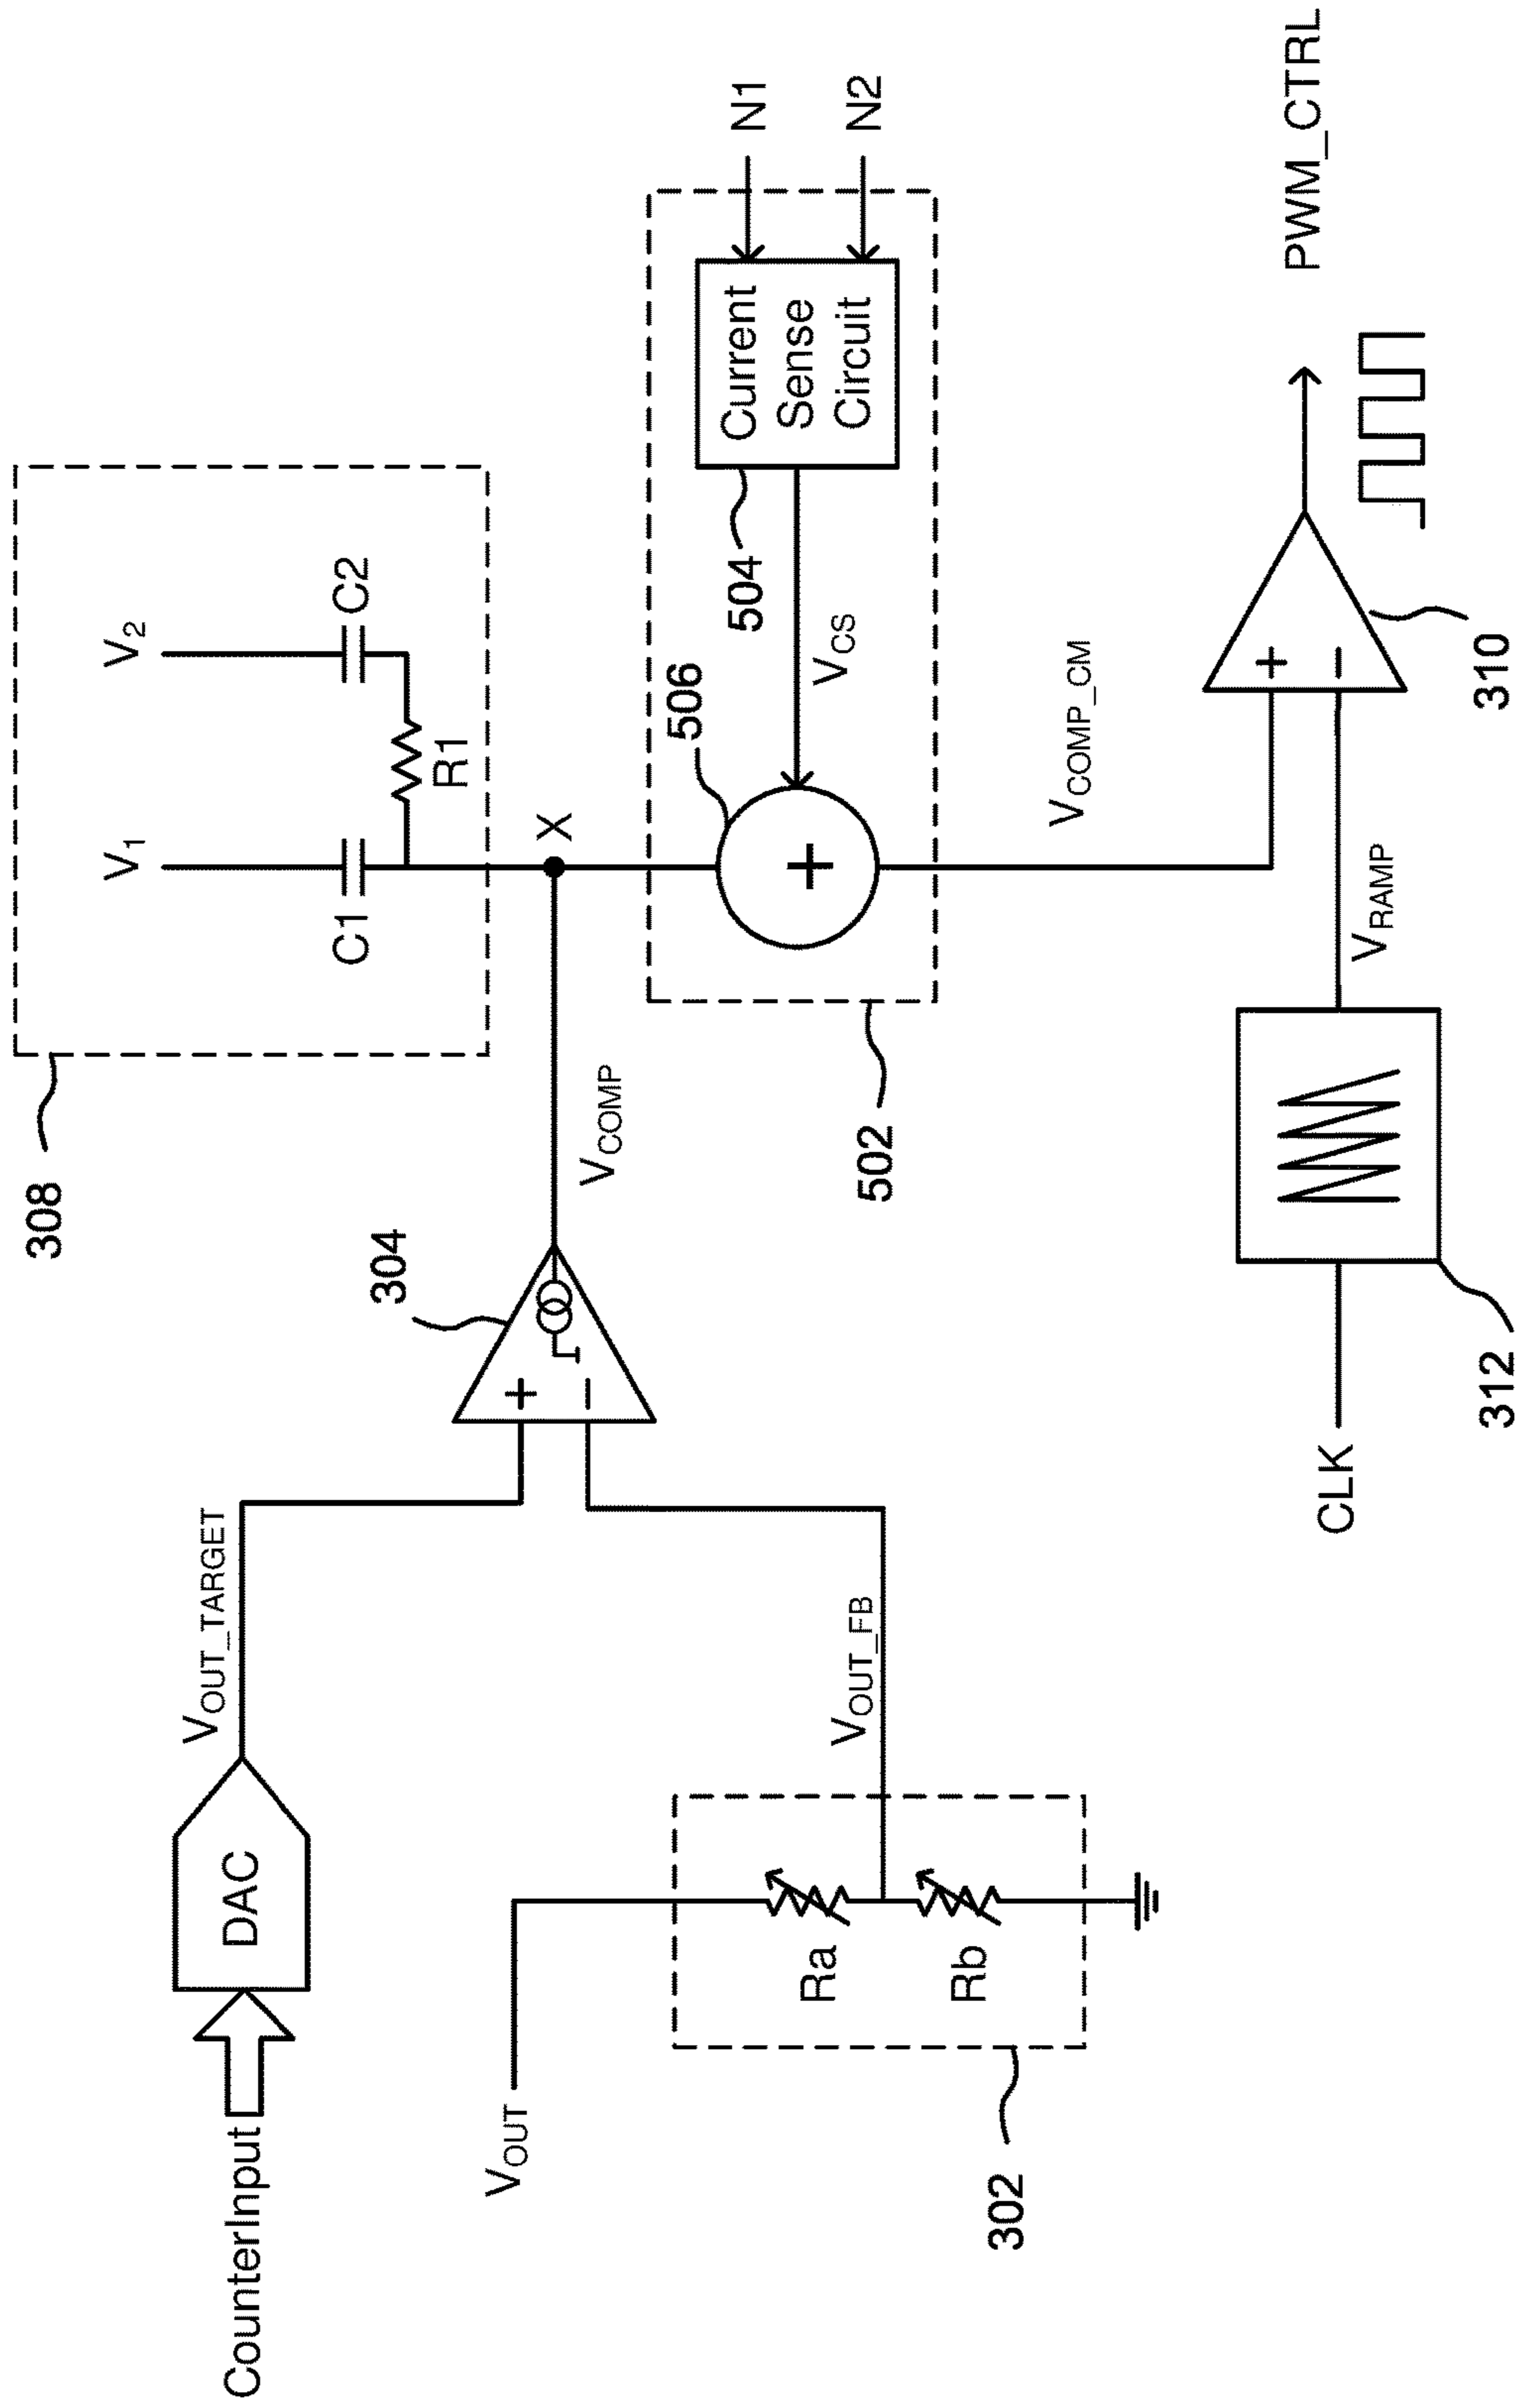 308
V1
V2
C1
C2
R1
X
CounterInput
DAC
VOUT_TARGET
304
+
−
VCOMP
506
+
504
VCS
Current
Sense
Circuit
N1
N2
502
VOUT
Ra
Rb
302
VOUT_FB
VCOMP_CM
CLK
312
VRAMP
+
−
310
PWM_CTRL